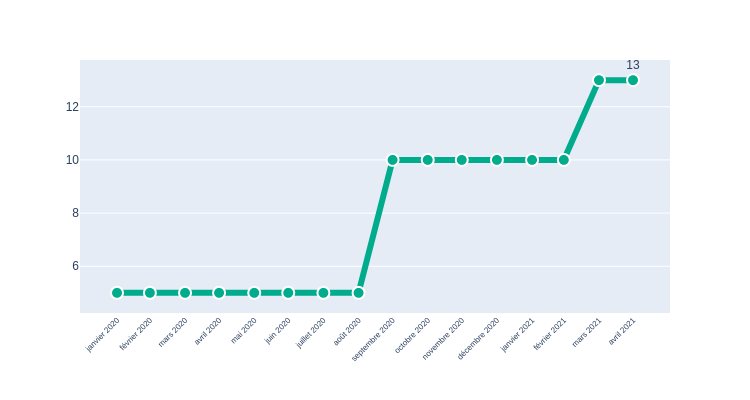 13
12
10
8
6
janvier 2020
février 2020
mars 2020
avril 2020
mai 2020
juin 2020
juillet 2020
août 2020
septembre 2020
octobre 2020
novembre 2020
décembre 2020
janvier 2021
février 2021
mars 2021
avril 2021